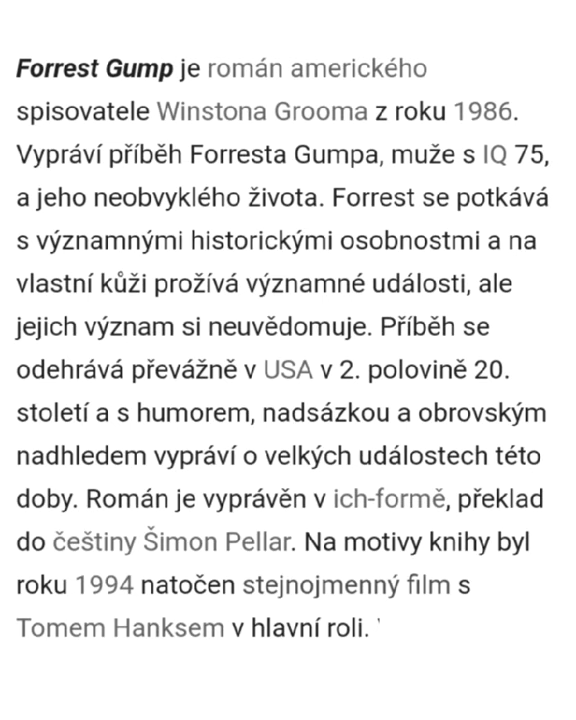 Forrest Gump je román amerického
spisovatele Winstona Grooma z roku 1986.
Vypráví příběh Forresta Gumpa, muže s IQ 75,
a jeho neobvyklého života. Forrest se potkává
s významnými historickými osobnostmi a na
vlastní kůži prožívá významné události, ale
jejich význam si neuvědomuje. Příběh se
odehrává převážně v USA v 2. polovině 20.
století a s humorem, nadsázkou a obrovským
nadhledem vypráví o velkých událostech této
doby. Román je vyprávěn v ich-formě, překlad
do češtiny Šimon Pellar. Na motivy knihy byl
roku 1994 natočen stejnojmenný film s
Tomem Hanksem v hlavní roli. '